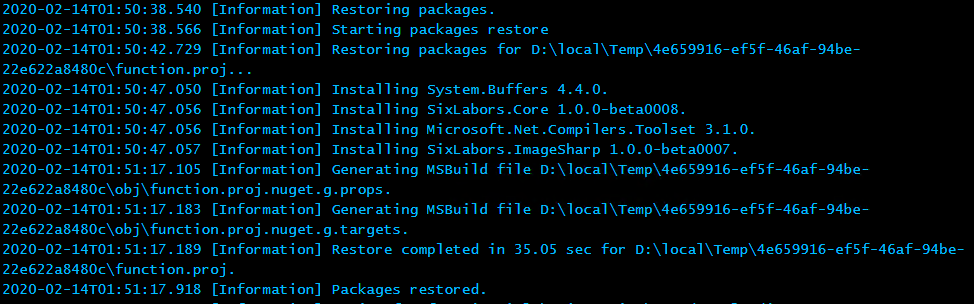 2020-02-14T01:50:38.540 [Information] Restoring packages.
2020-02-14T01:50:38.566 [Information] Starting packages restore
2020-02-14T01:50:42.729 [Information] Restoring packages for D:\local\Temp\4e659916-ef5f-46af-94be-
22e622a8480c\function.proj...
2020-02-14T01:50:47.050 [Information] Installing System.Buffers 4.4.0.
2020-02-14T01:50:47.056 [Information] Installing SixLabors.Core 1.0.0-beta0008.
2020-02-14T01:50:47.056 [Information] Installing Microsoft.Net.Compilers.Toolset 3.1.0.
2020-02-14T01:50:47.057 [Information] Installing SixLabors.ImageSharp 1.0.0-beta0007.
2020-02-14T01:51:17.105 [Information] Generating MSBuild file D:\local\Temp\4e659916-ef5f-46af-94be-
22e622a8480c\obj\function.proj.nuget.g.props.
2020-02-14T01:51:17.183 [Information] Generating MSBuild file D:\local\Temp\4e659916-ef5f-46af-94be-
22e622a8480c\obj\function.proj.nuget.g.targets.
2020-02-14T01:51:17.189 [Information] Restore completed in 35.05 sec for D:\local\Temp\4e659916-ef5f-46af-94be-
22e622a8480c\function.proj.
2020-02-14T01:51:17.918 [Information] Packages restored.